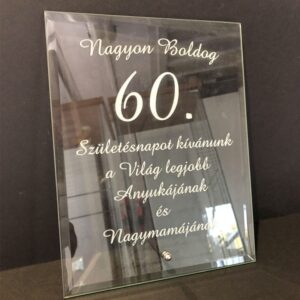 Nagyon Boldog
60.
Születésnapot kívánunk
a Világ legjobb
Anyukájának
és
Nagymamájának